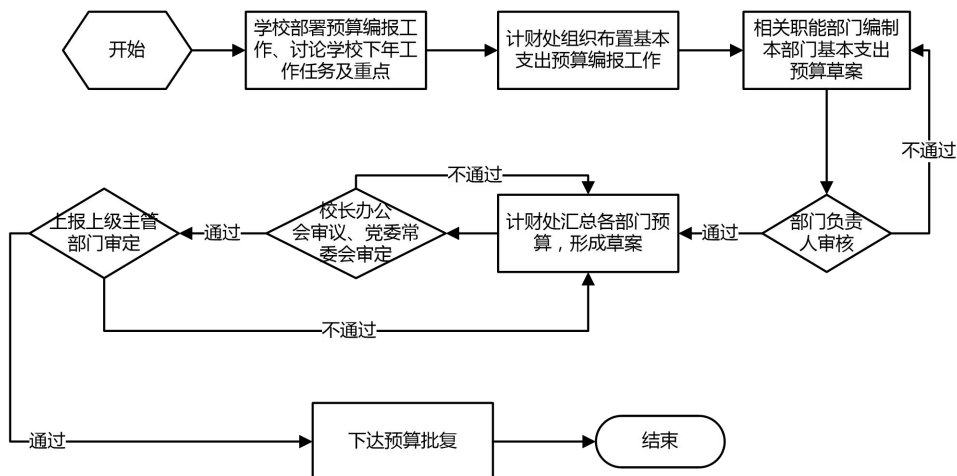 开始
学校部署预算编报工
作、讨论学校下年工
作任务及重点
计财处组织布置基本
支出预算编报工作
相关职能部门编制
本部门基本支出
预算草案
不通过
不通过
上报上级主管
部门审定
通过
校长办公
会审议、党委常
委会审定
计财处汇总各部门预
算，形成草案
通过
部门负责
人审核
不通过
通过
下达预算批复
结束